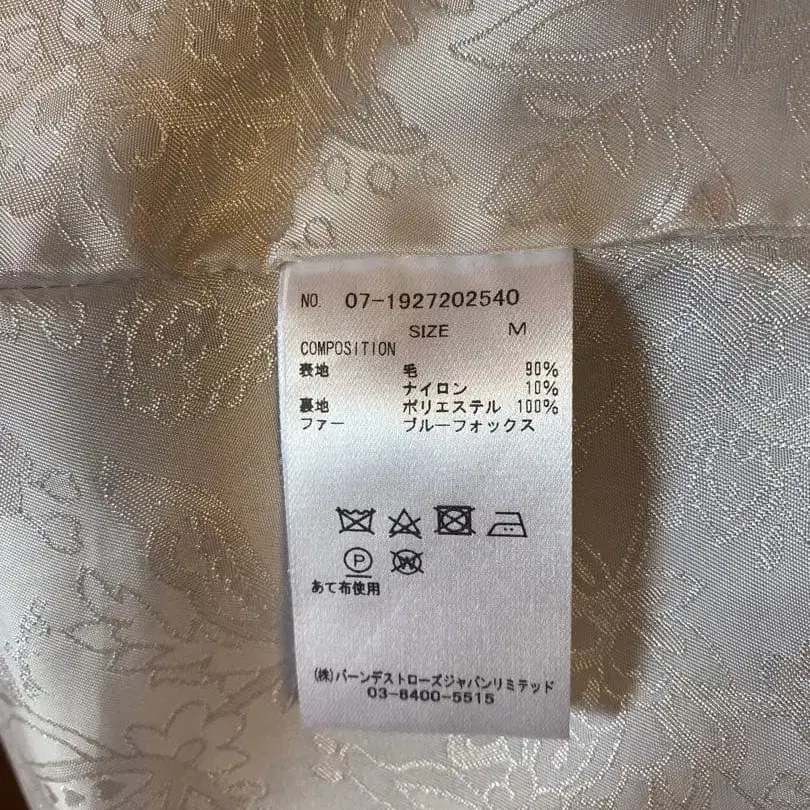 NO. 07-1927202540
SIZE M
COMPOSITION
表地 毛 90%
ナイロン 10%
裏地 ポリエステル 100%
ファー ブルーフォックス
P W
あて布使用
(株)バーンデストローズジャパンリミテッド
03-6400-5515